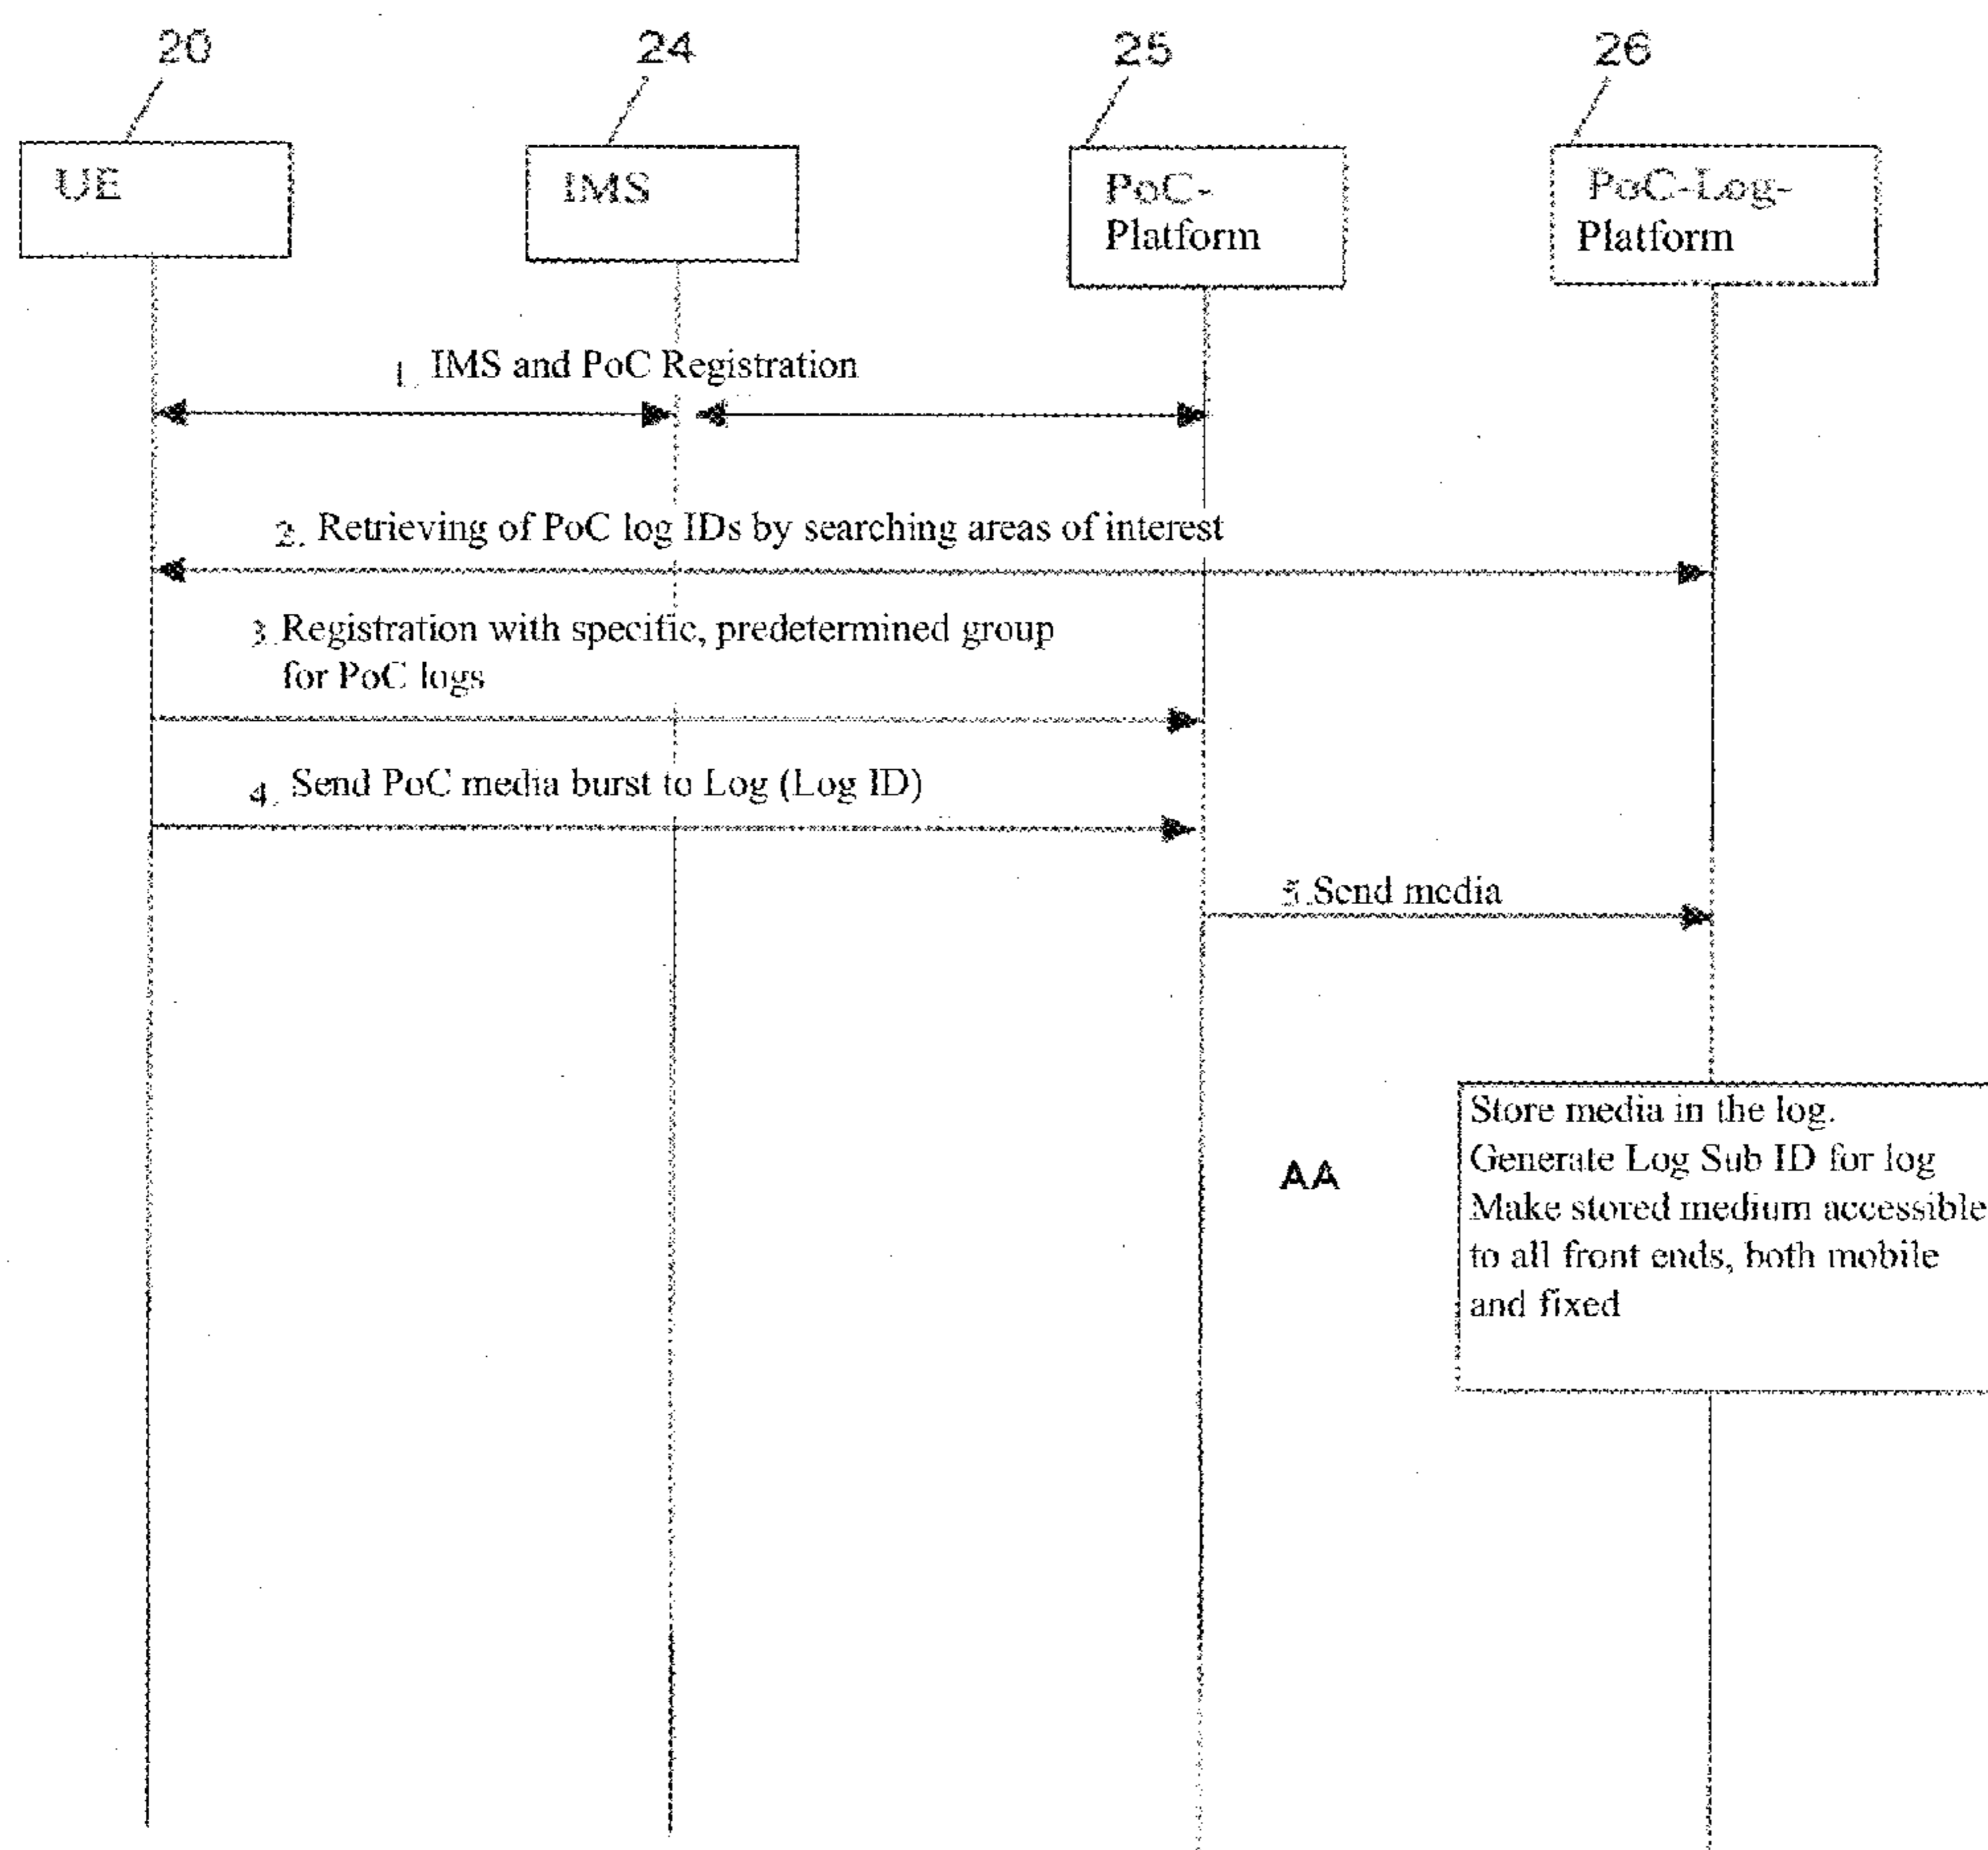 20
24
25
26
UE
IMS
PoC-
Platform
PoC-Log-
Platform
1. IMS and PoC Registration
2. Retrieving of PoC log IDs by searching areas of interest
3. Registration with specific, predetermined group
for PoC logs
4. Send PoC media burst to Log (Log ID)
5. Send media
AA
Store media in the log.
Generate Log Sub ID for log
Make stored medium accessible
to all front ends, both mobile
and fixed